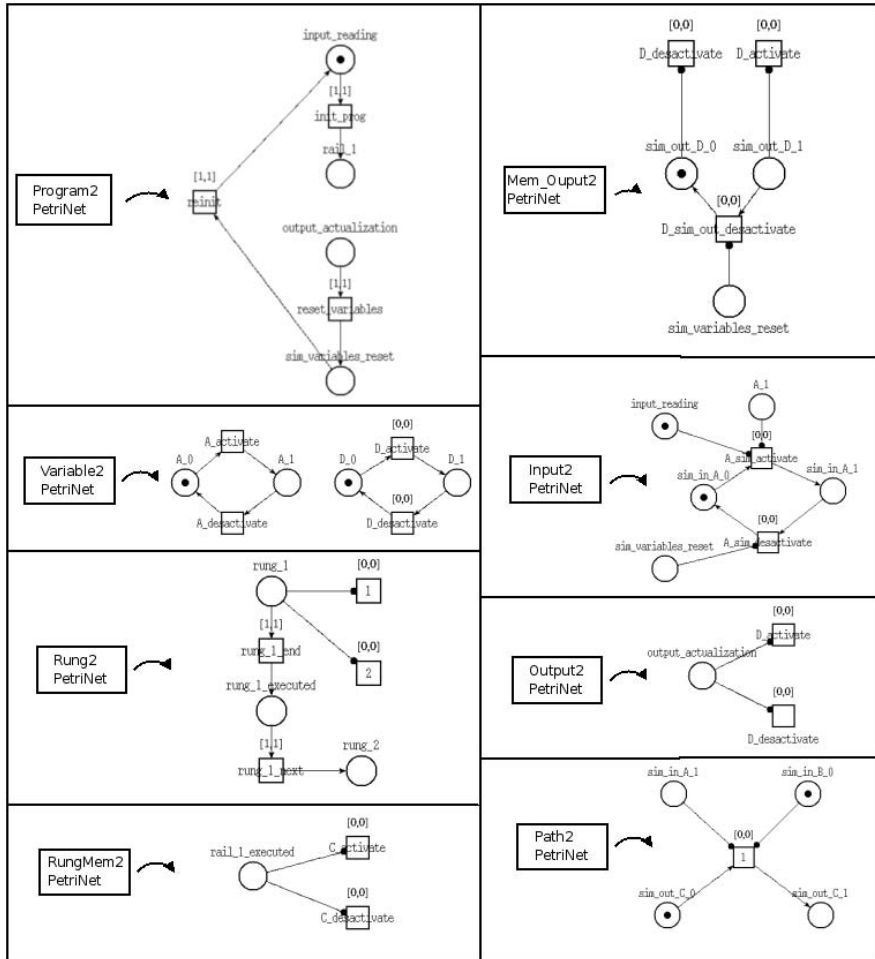 input_reading
[1,1]
init_prog
rail_1
[1,1]
reinit
Program2
PetriNet
output_actualization
[1,1]
reset_variables
sim_variables_reset
Variable2
PetriNet
A_activate
A_0
A_1
A_desactivate
[0,0]
D_activate
D_0
D_1
[0,0]
D_desactivate
Rung2
PetriNet
rung_1
[0,0]
1
[1,1]
rung_1_end
[0,0]
2
rung_1_executed
[1,1]
rung_1_next
rung_2
RungMem2
PetriNet
rail_1_executed
[0,0]
C_activate
[0,0]
C_desactivate
[0,0]
D_desactivate
[0,0]
D_activate
sim_out_D_0
sim_out_D_1
Mem_Ouput2
PetriNet
[0,0]
D_sim_out_desactivate
sim_variables_reset
Input2
PetriNet
input_reading
A_1
[0,0]
A_sim_activate
sim_in_A_0
sim_in_A_1
[0,0]
A_sim_desactivate
sim_variables_reset
Output2
PetriNet
[0,0]
D_activate
output_actualization
[0,0]
D_desactivate
Path2
PetriNet
sim_in_A_1
sim_in_B_0
[0,0]
1
sim_out_C_0
sim_out_C_1